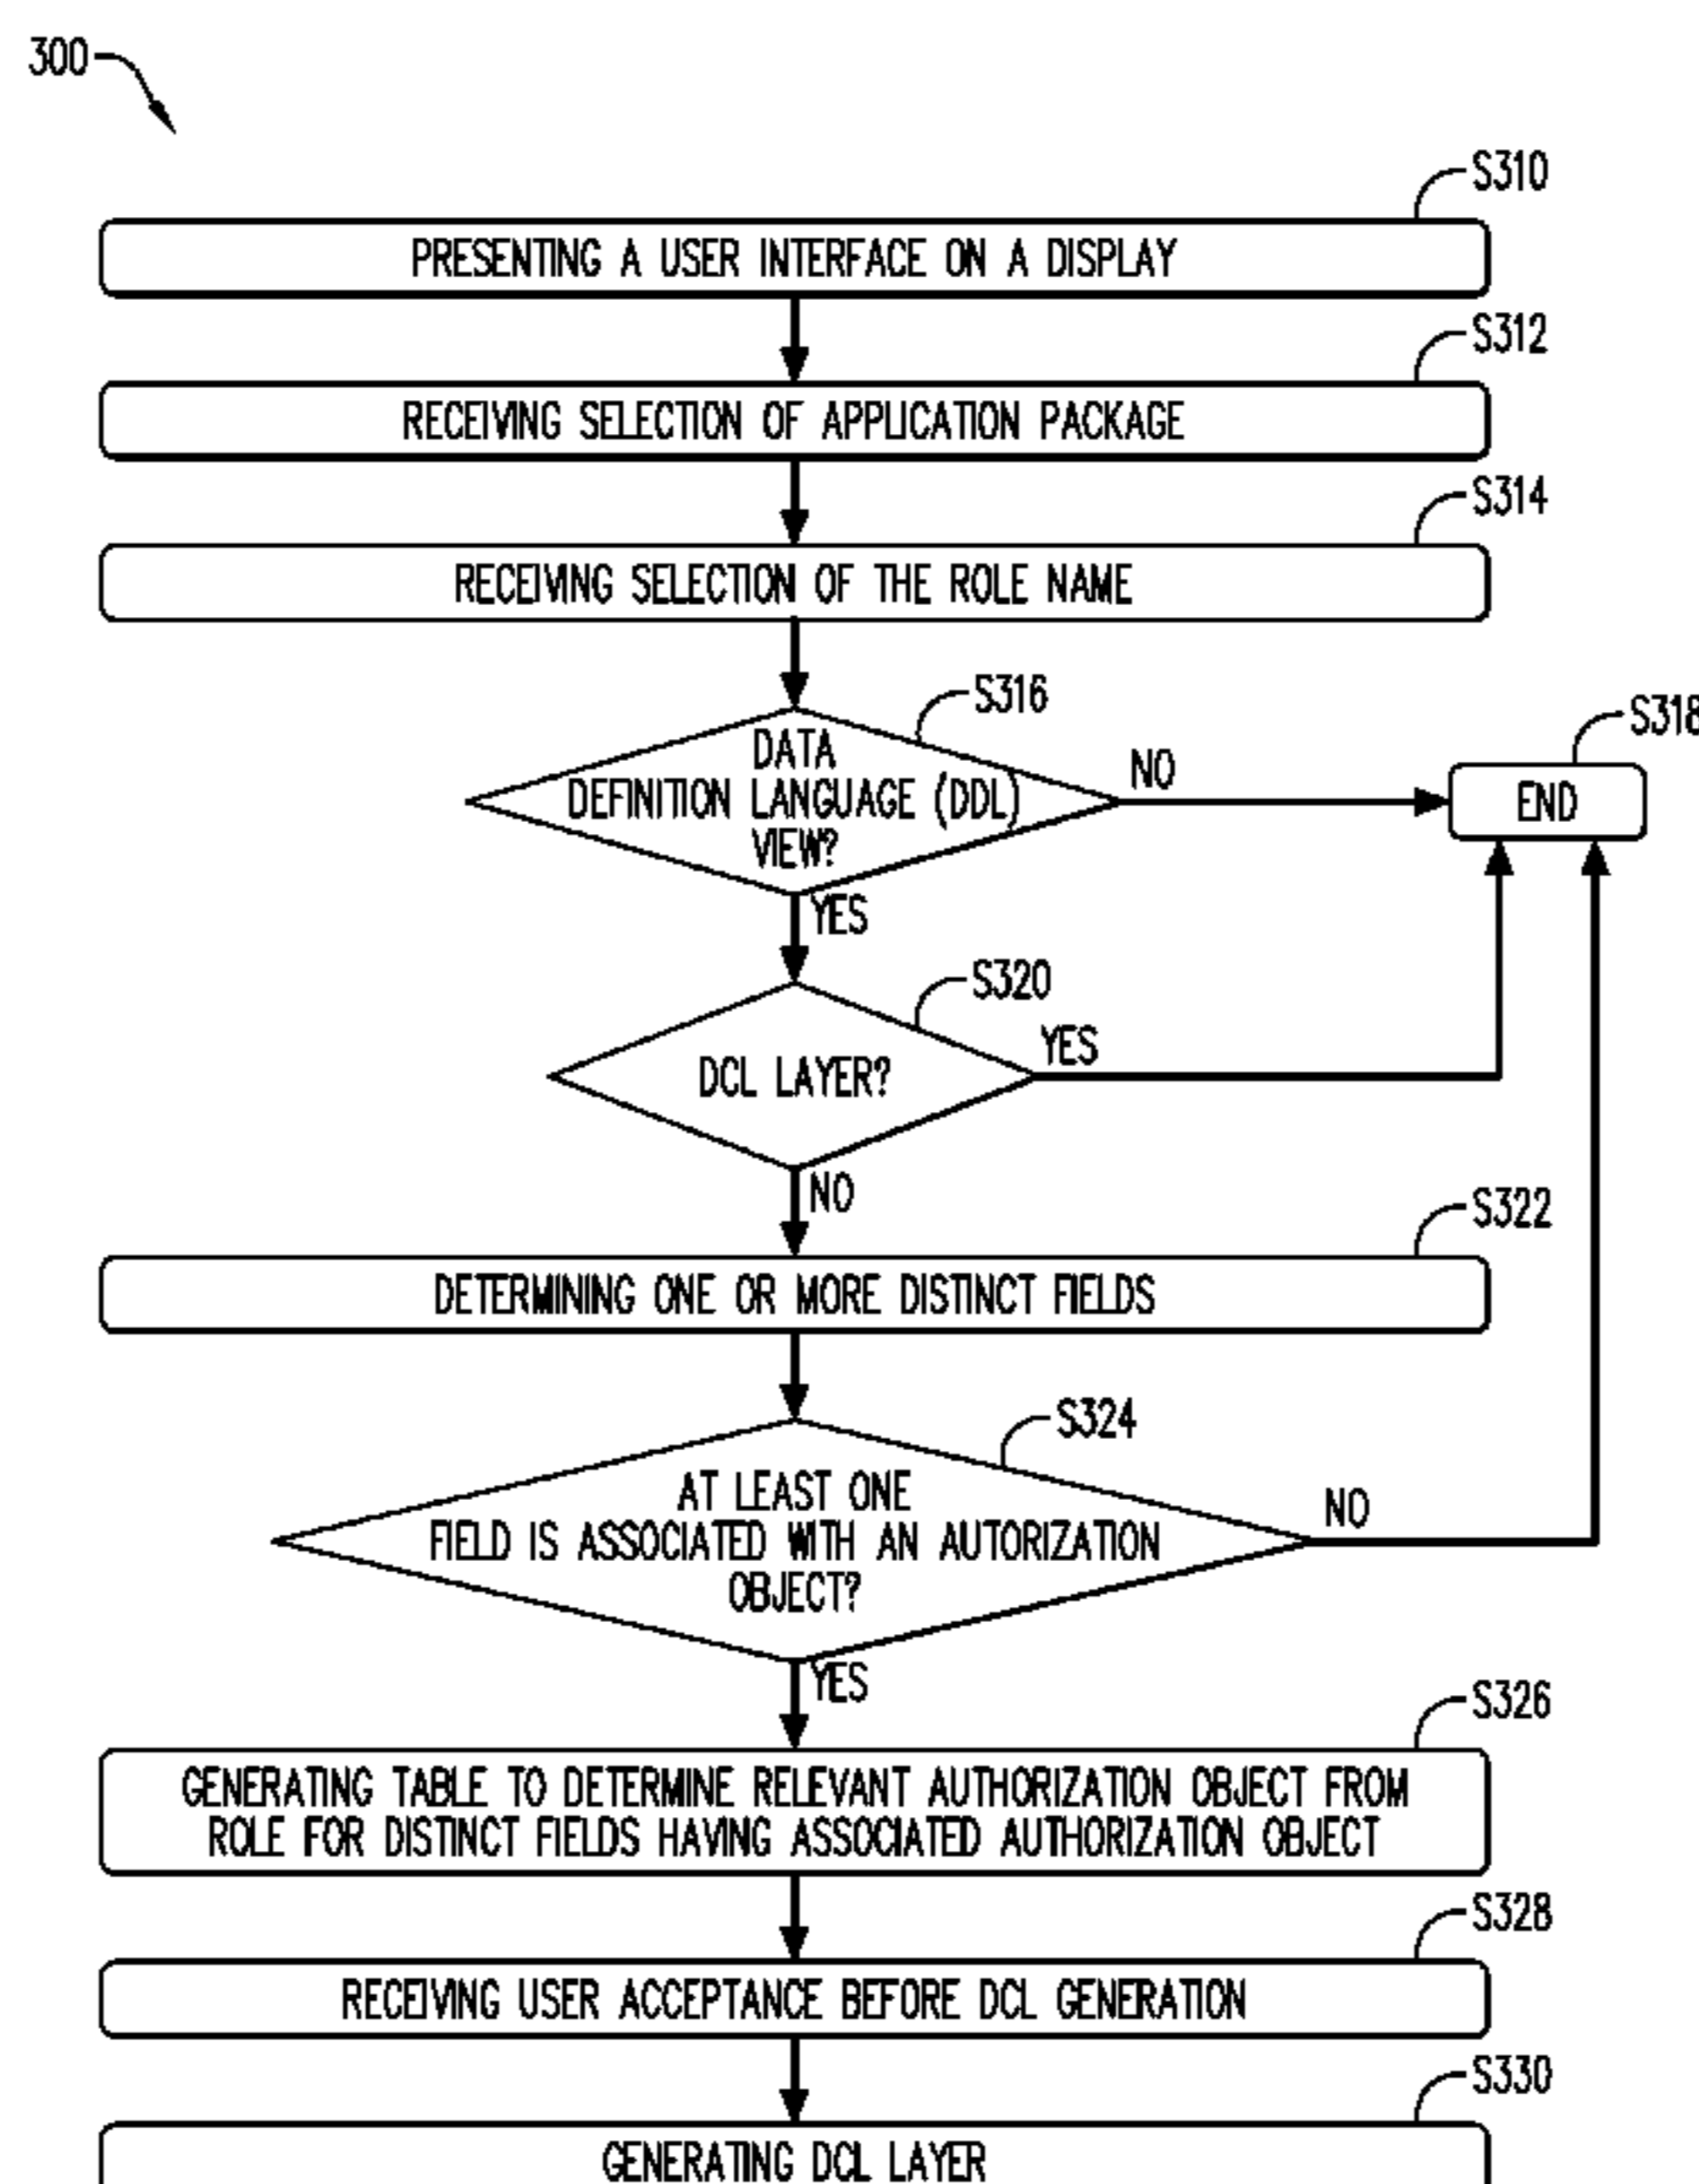 300
S310
PRESENTING A USER INTERFACE ON A DISPLAY
S312
RECEIVING SELECTION OF APPLICATION PACKAGE
S314
RECEIVING SELECTION OF THE ROLE NAME
S316
DATA
DEFINITION LANGUAGE (DDL)
VIEW?
NO
S318
END
YES
S320
DCL LAYER?
YES
NO
S322
DETERMINING ONE OR MORE DISTINCT FIELDS
S324
AT LEAST ONE
FIELD IS ASSOCIATED WITH AN AUTORIZATION
OBJECT?
NO
YES
S326
GENERATING TABLE TO DETERMINE RELEVANT AUTHORIZATION OBJECT FROM
ROLE FOR DISTINCT FIELDS HAVING ASSOCIATED AUTHORIZATION OBJECT
S328
RECEIVING USER ACCEPTANCE BEFORE DCL GENERATION
S330
GENERATING DCL LAYER